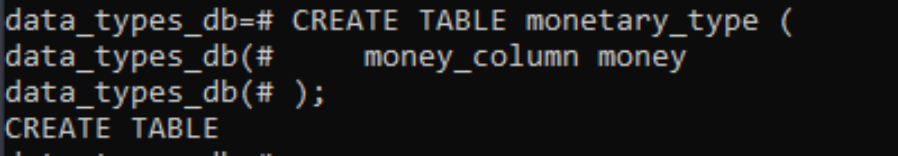 data_types_db=# CREATE TABLE monetary_type (
data_types_db(#     money_column money
data_types_db(# );
CREATE TABLE